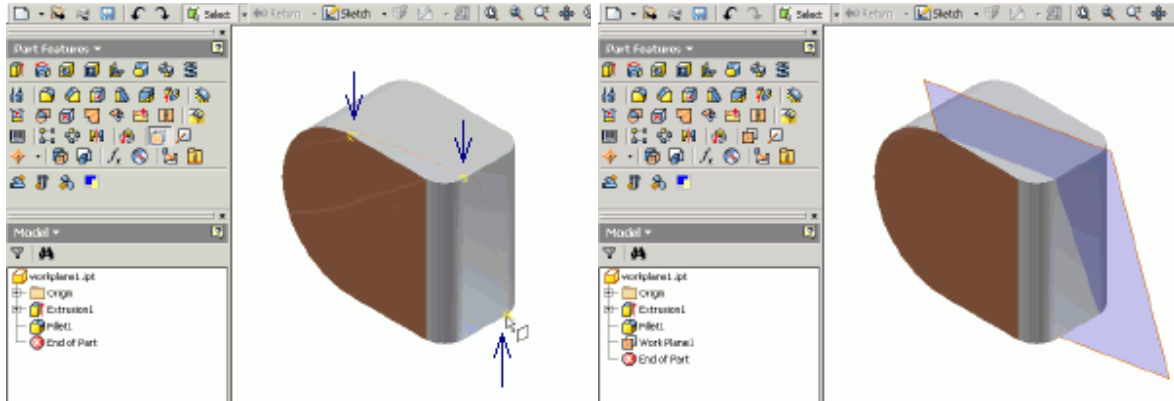 Select Return Sketch
Part Features
Model
workplane1.ipt
Origin
Extrusion1
Fillet1
End of Part
Select Return Sketch
Part Features
Model
workplane1.ipt
Origin
Extrusion1
Fillet1
Work Plane1
End of Part